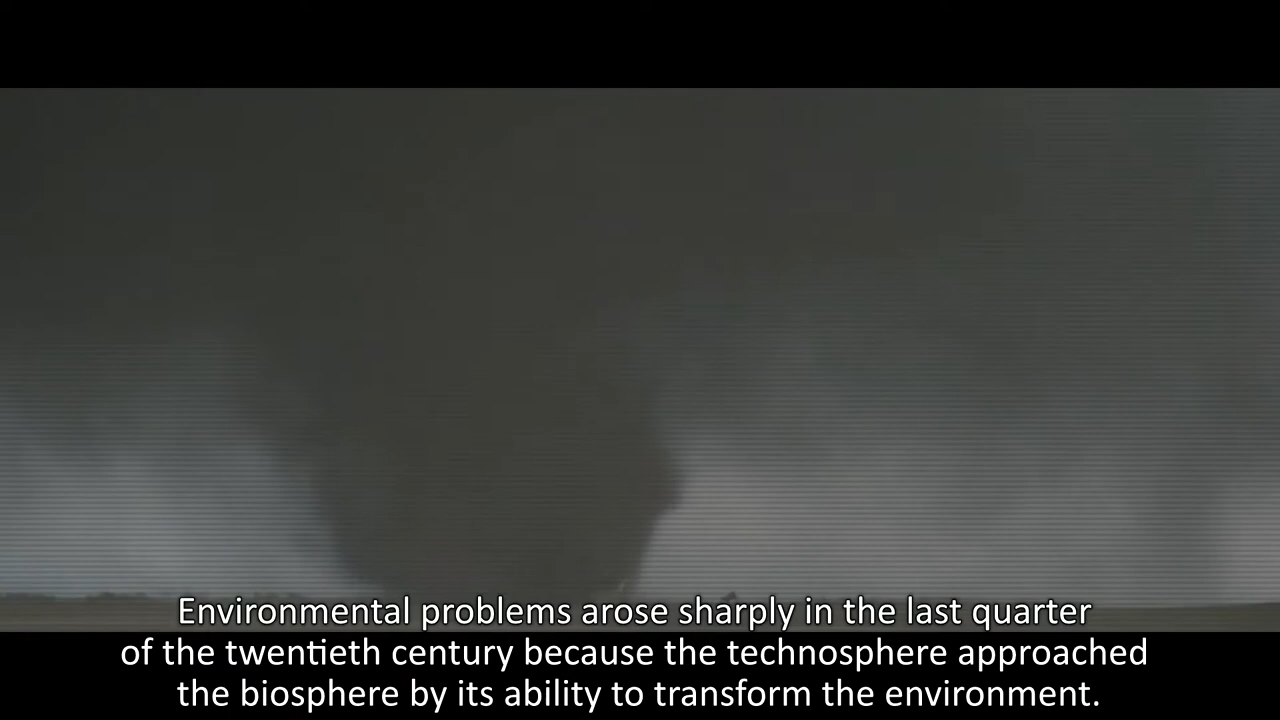 Environmental problems arose sharply in the last quarter
of the twentieth century because the technosphere approached
the biosphere by its ability to transform the environment.